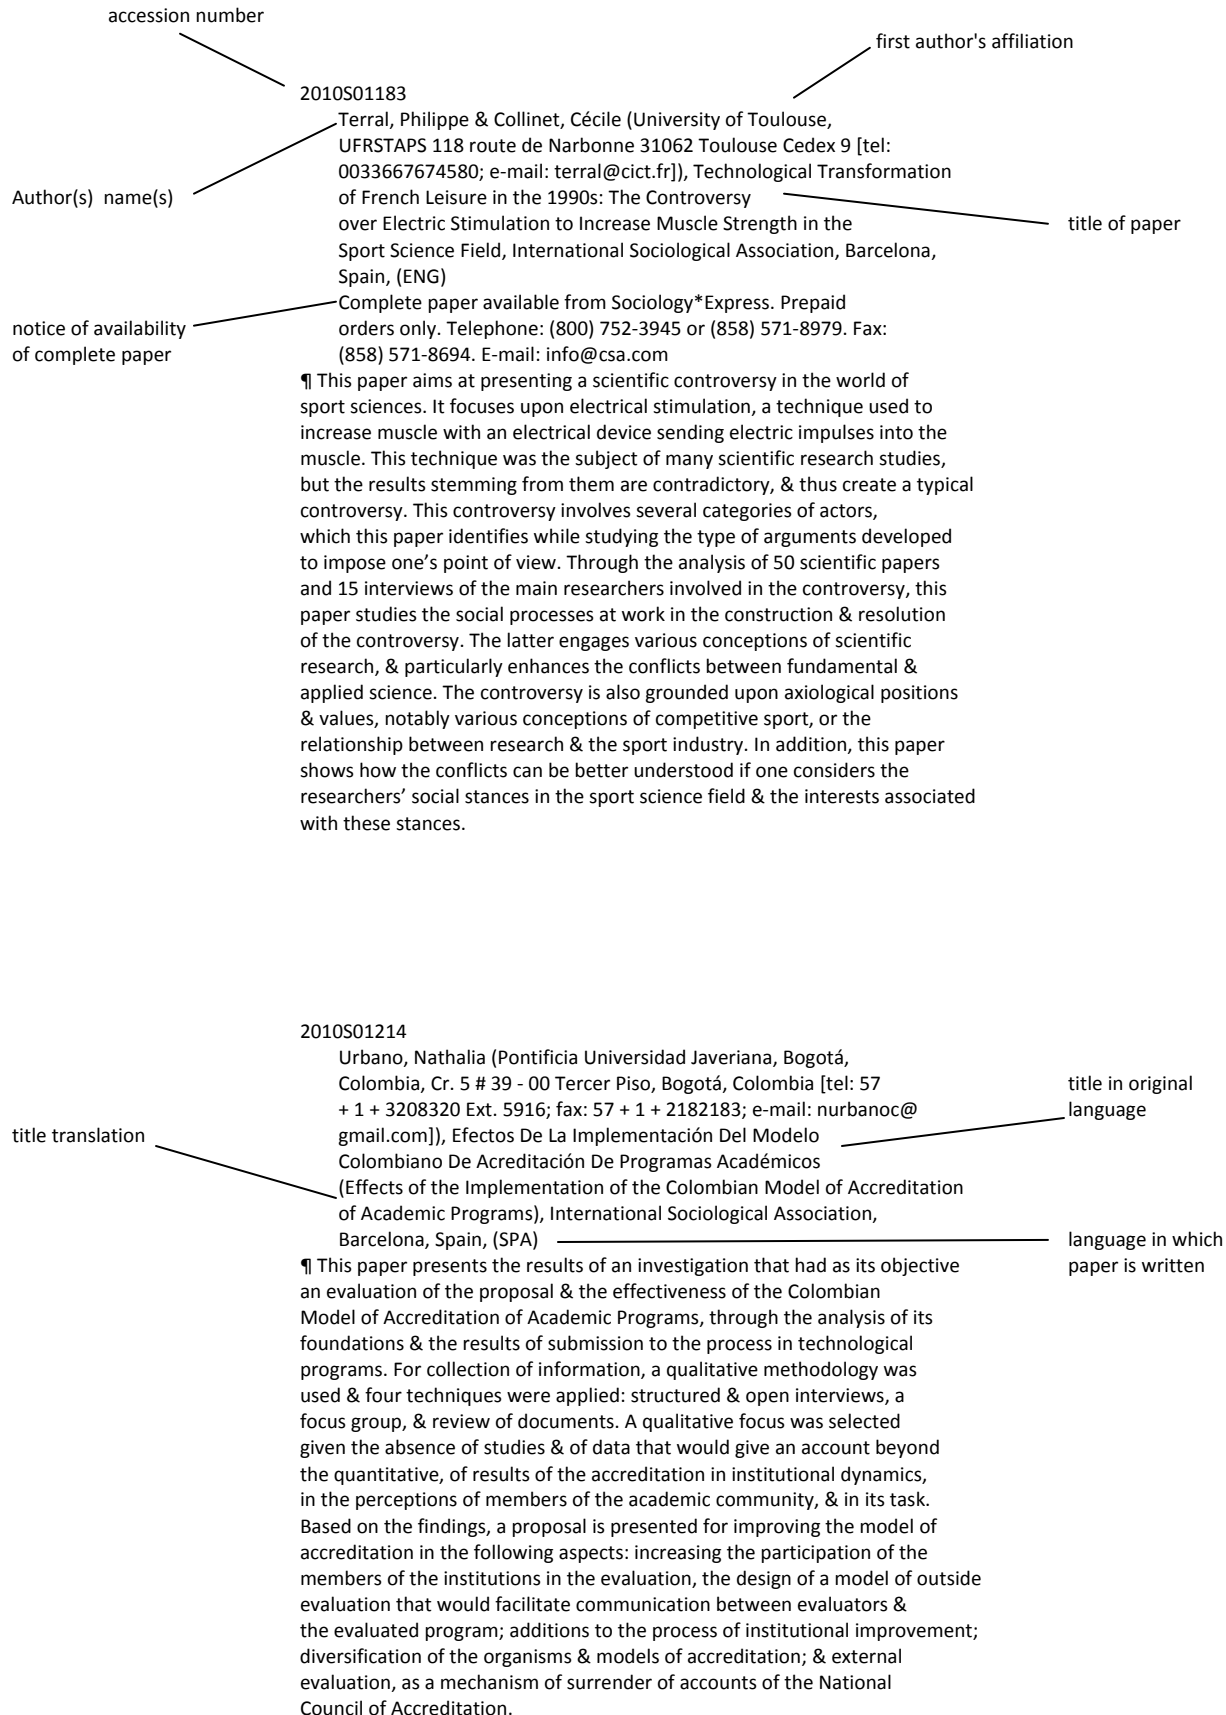 accession number
first author's affiliation
2010S01183
Terral, Philippe & Collinet, Cécile (University of Toulouse,
UFRSTAPS 118 route de Narbonne 31062 Toulouse Cedex 9 [tel:
0033667674580; e-mail: terral@cict.fr]), Technological Transformation
Author(s) name(s)
of French Leisure in the 1990s: The Controversy
over Electric Stimulation to Increase Muscle Strength in the
title of paper
Sport Science Field, International Sociological Association, Barcelona,
Spain, (ENG)
Complete paper available from Sociology*Express. Prepaid
notice of availability
orders only. Telephone: (800) 752-3945 or (858) 571-8979. Fax:
of complete paper
(858) 571-8694. E-mail: info@csa.com
¶ This paper aims at presenting a scientific controversy in the world of
sport sciences. It focuses upon electrical stimulation, a technique used to
increase muscle with an electrical device sending electric impulses into the
muscle. This technique was the subject of many scientific research studies,
but the results stemming from them are contradictory, & thus create a typical
controversy. This controversy involves several categories of actors,
which this paper identifies while studying the type of arguments developed
to impose one's point of view. Through the analysis of 50 scientific papers
and 15 interviews of the main researchers involved in the controversy, this
paper studies the social processes at work in the construction & resolution
of the controversy. The latter engages various conceptions of scientific
research, & particularly enhances the conflicts between fundamental &
applied science. The controversy is also grounded upon axiological positions
& values, notably various conceptions of competitive sport, or the
relationship between research & the sport industry. In addition, this paper
shows how the conflicts can be better understood if one considers the
researchers' social stances in the sport science field & the interests associated
with these stances.
2010S01214
Urbano, Nathalia (Pontificia Universidad Javeriana, Bogotá,
Colombia, Cr. 5 # 39 - 00 Tercer Piso, Bogotá, Colombia [tel: 57
title in original
+ 1 + 3208320 Ext. 5916; fax: 57 + 1 + 2182183; e-mail: nurbanoc@
language
title translation
gmail.com]), Efectos De La Implementación Del Modelo
Colombiano De Acreditación De Programas Académicos
(Effects of the Implementation of the Colombian Model of Accreditation
of Academic Programs), International Sociological Association,
Barcelona, Spain, (SPA)
language in which
paper is written
¶ This paper presents the results of an investigation that had as its objective
an evaluation of the proposal & the effectiveness of the Colombian
Model of Accreditation of Academic Programs, through the analysis of its
foundations & the results of submission to the process in technological
programs. For collection of information, a qualitative methodology was
used & four techniques were applied: structured & open interviews, a
focus group, & review of documents. A qualitative focus was selected
given the absence of studies & of data that would give an account beyond
the quantitative, of results of the accreditation in institutional dynamics,
in the perceptions of members of the academic community, & in its task.
Based on the findings, a proposal is presented for improving the model of
accreditation in the following aspects: increasing the participation of the
members of the institutions in the evaluation, the design of a model of outside
evaluation that would facilitate communication between evaluators &
the evaluated program; additions to the process of institutional improvement;
diversification of the organisms & models of accreditation; & external
evaluation, as a mechanism of surrender of accounts of the National
Council of Accreditation.